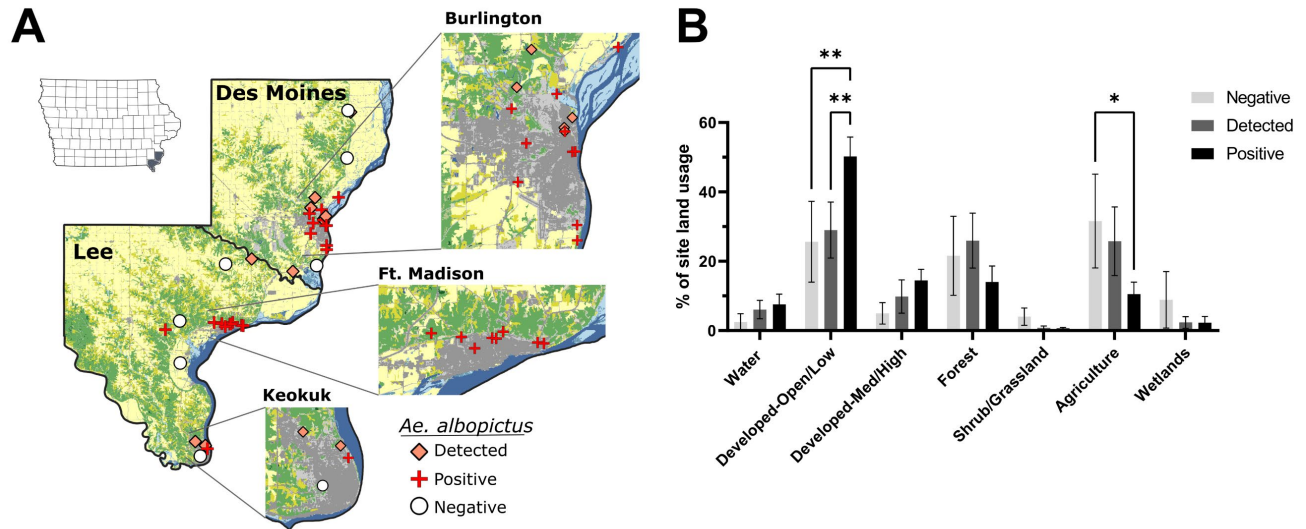 A
Burlington
Des Moines
Lee
Ft. Madison
Keokuk
Ae. albopictus
Detected
Positive
Negative
B
% of site land usage
60
40
20
0
**
**
*
Negative
Detected
Positive
Water
Developed-Open/Low
Developed-Med/High
Forest
Shrub/Grassland
Agriculture
Wetlands